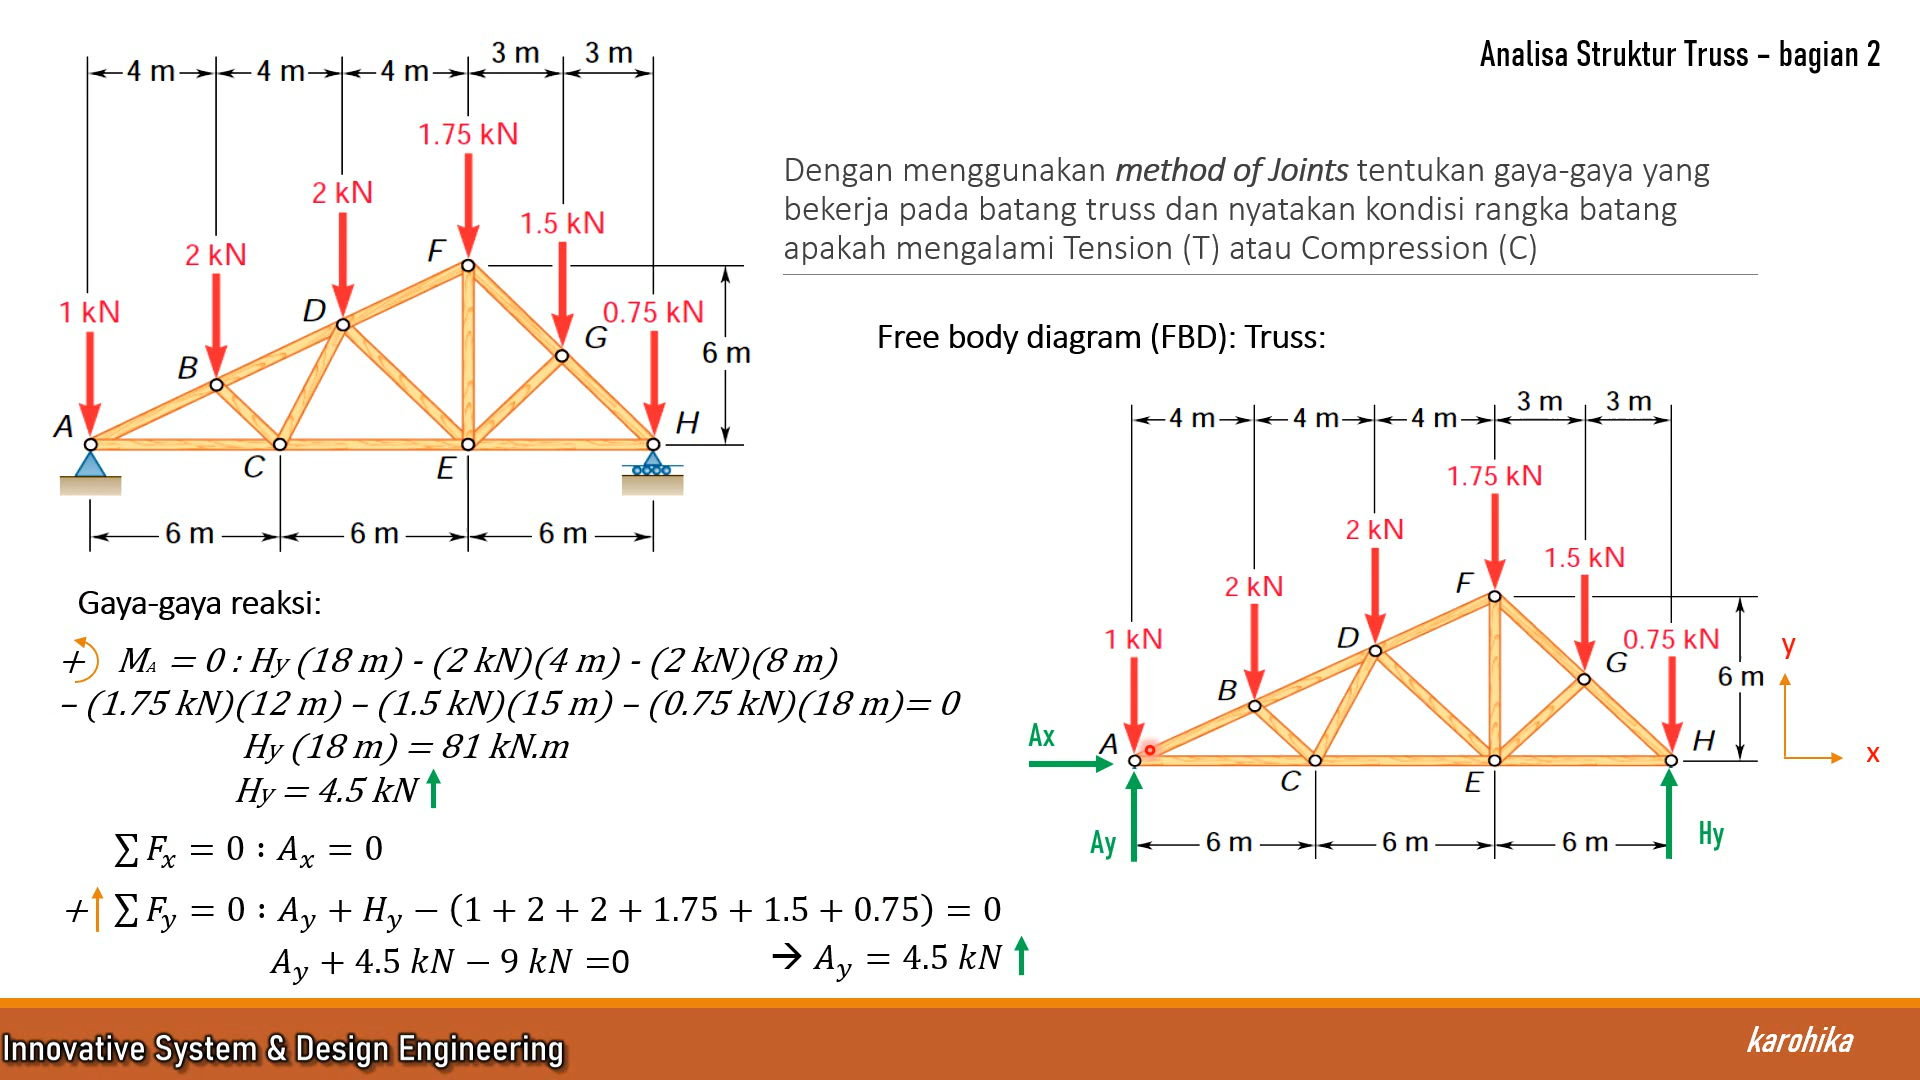 Analisa Struktur Truss – bagian 2
4 m 4 m 4 m 3 m 3 m
1.75 kN
2 kN
1.5 kN
2 kN
F
D
1 kN
0.75 kN
G
6 m
B
A
H
C
E
6 m 6 m 6 m
Dengan menggunakan method of Joints tentukan gaya-gaya yang
bekerja pada batang truss dan nyatakan kondisi rangka batang
apakah mengalami Tension (T) atau Compression (C)
Free body diagram (FBD): Truss:
4 m 4 m 4 m 3 m 3 m
1.75 kN
2 kN
1.5 kN
2 kN
F
D
1 kN
0.75 kN
y
G
6 m
B
Ax
A
H
x
C
E
Ay
6 m 6 m 6 m
Hy
Gaya-gaya reaksi:
+ MA = 0 : Hy (18 m) - (2 kN)(4 m) - (2 kN)(8 m)
– (1.75 kN)(12 m) – (1.5 kN)(15 m) – (0.75 kN)(18 m)= 0
Hy (18 m) = 81 kN.m
Hy = 4.5 kN ↑
∑ Fx = 0 : Ax = 0
+↑ ∑ Fy = 0 : Ay + Hy − (1 + 2 + 2 + 1.75 + 1.5 + 0.75) = 0
Ay + 4.5 kN − 9 kN =0 → Ay = 4.5 kN ↑
Innovative System & Design Engineering
karohika